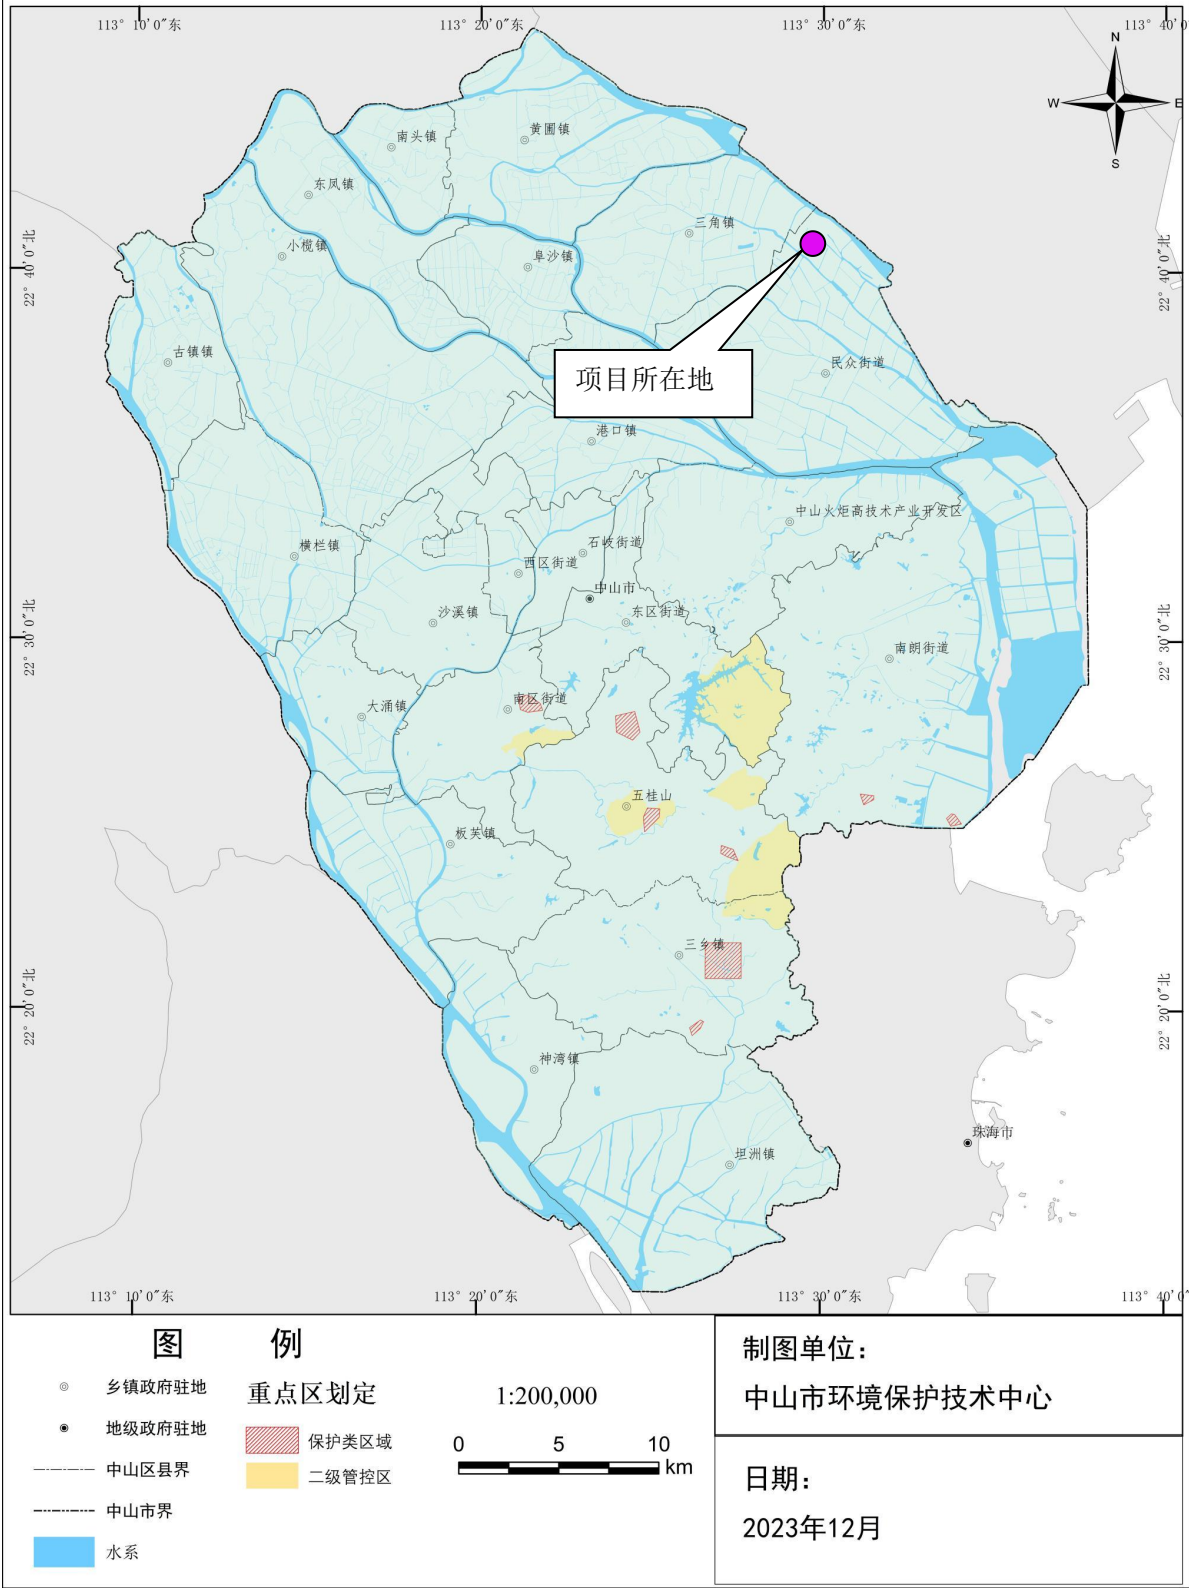 113° 10'0"东
113° 20'0"东
113° 30'0"东
113° 40'0
N
W
E
S
南头镇
黄圃镇
东凤镇
三角镇
小榄镇
阜沙镇
22° 40'0"北
22° 40'0"北
古镇镇
项目所在地
民众街道
港口镇
中山火炬高技术产业开发区
横栏镇
石岐街道
西区街道
中山市
沙溪镇
东区街道
22° 30'0"北
22° 30'0"北
南朗街道
大涌镇
南区街道
五桂山
板芙镇
三乡镇
22° 20'0"北
22° 20'0"北
神湾镇
珠海市
坦洲镇
113° 10'0"东
113° 20'0"东
113° 30'0"东
113° 40'0
图 例
乡镇政府驻地
地级政府驻地
中山区县界
中山市界
水系
重点区划定
保护类区域
二级管控区
1:200,000
0 5 10
km
制图单位：
中山市环境保护技术中心
日期：
2023年12月